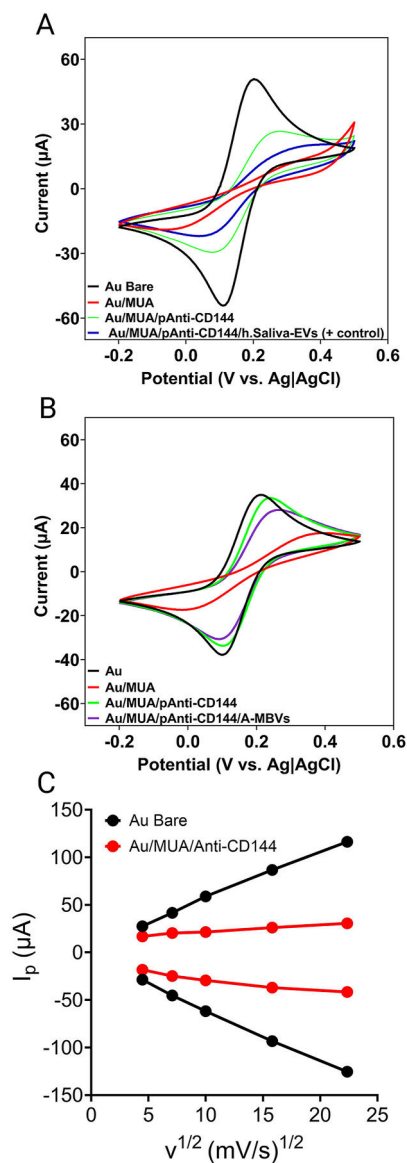 A
60
30
0
-30
-60
Current (µA)
Au Bare
Au/MUA
Au/MUA/pAnti-CD144
Au/MUA/pAnti-CD144/h.Saliva-EVs (+ control)
-0.2 0.0 0.2 0.4 0.6
Potential (V vs. Ag|AgCl)
B
60
40
20
0
-20
-40
-60
Current (µA)
Au
Au/MUA
Au/MUA/pAnti-CD144
Au/MUA/pAnti-CD144/A-MBVs
-0.2 0.0 0.2 0.4 0.6
Potential (V vs. Ag|AgCl)
C
150
100
50
0
-50
-100
-150
Ip (µA)
Au Bare
Au/MUA/Anti-CD144
0 5 10 15 20 25
v1/2 (mV/s)1/2